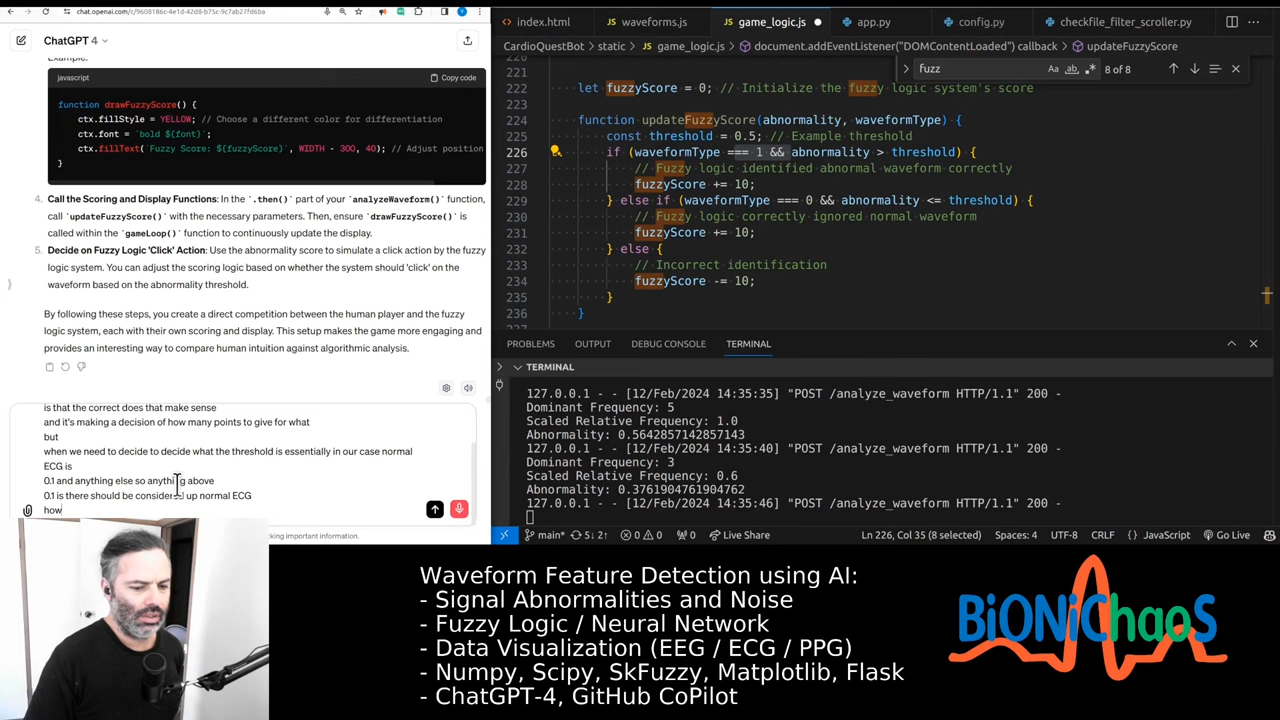 chat.openai.com/c/9608186c-4e1d-42d8-b75c-9c7ab27fd6ba
ChatGPT 4
Example:
javascript
Copy code
function drawFuzzyScore() {
ctx.fillStyle = YELLOW; // Choose a different color for differentiation
ctx.font = `bold ${font}`;
ctx.fillText(`Fuzzy Score: ${fuzzyScore}`, WIDTH - 300, 40); // Adjust position
}
4. Call the Scoring and Display Functions: In the `.then()` part of your `analyzeWaveform()` function,
call `updateFuzzyScore()` with the necessary parameters. Then, ensure `drawFuzzyScore()` is
called within the `gameLoop()` function to continuously update the display.
5. Decide on Fuzzy Logic 'Click' Action: Use the abnormality score to simulate a click action by the fuzzy
logic system. You can adjust the scoring logic based on whether the system should 'click' on the
waveform based on the abnormality threshold.
By following these steps, you create a direct competition between the human player and the fuzzy
logic system, each with their own scoring and display. This setup makes the game more engaging and
provides an interesting way to compare human intuition against algorithmic analysis.
is that the correct does that make sense
and it's making a decision of how many points to give for what
but
when we need to decide to decide what the threshold is essentially in our case normal
ECG is
0.1 and anything else so anything above
0.1 is there should be considered up normal ECG
how
cking important information.
index.html
waveforms.js
game_logic.js
app.py
config.py
checkfile_filter_scroller.py
CardioQuestBot > static > game_logic.js > document.addEventListener("DOMContentLoaded") callback > updateFuzzyScore
fuzz
Aa ab .* 8 of 8
220
221
222 let fuzzyScore = 0; // Initialize the fuzzy logic system's score
223
224 function updateFuzzyScore(abnormality, waveformType) {
225 const threshold = 0.5; // Example threshold
226 if (waveformType === 1 && abnormality > threshold) {
227 // Fuzzy logic identified abnormal waveform correctly
228 fuzzyScore += 10;
229 } else if (waveformType === 0 && abnormality <= threshold) {
230 // Fuzzy logic correctly ignored normal waveform
231 fuzzyScore += 10;
232 } else {
233 // Incorrect identification
234 fuzzyScore -= 10;
235 }
236 }
237
PROBLEMS OUTPUT DEBUG CONSOLE TERMINAL
TERMINAL
127.0.0.1 - - [12/Feb/2024 14:35:35] "POST /analyze_waveform HTTP/1.1" 200 -
Dominant Frequency: 5
Scaled Relative Frequency: 1.0
Abnormality: 0.5642857142857143
127.0.0.1 - - [12/Feb/2024 14:35:40] "POST /analyze_waveform HTTP/1.1" 200 -
Dominant Frequency: 3
Scaled Relative Frequency: 0.6
Abnormality: 0.3761904761904762
127.0.0.1 - - [12/Feb/2024 14:35:46] "POST /analyze_waveform HTTP/1.1" 200 -
main* 5↓ 2↑ 0 0 0 Live Share Ln 226, Col 35 (8 selected) Spaces: 4 UTF-8 CRLF JavaScript Go Live
Waveform Feature Detection using AI:
- Signal Abnormalities and Noise
- Fuzzy Logic / Neural Network
- Data Visualization (EEG / ECG / PPG)
- Numpy, Scipy, SkFuzzy, Matplotlib, Flask
- ChatGPT-4, GitHub CoPilot
BiONiChaoS